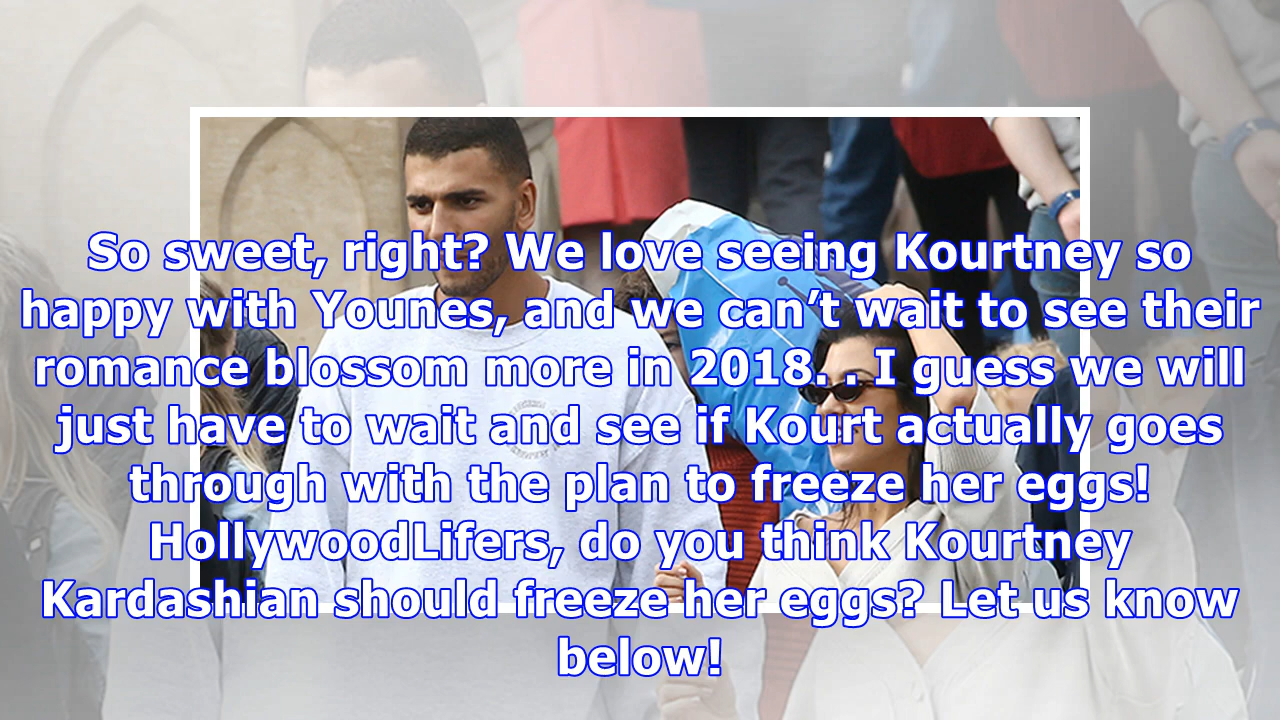 So sweet, right? We love seeing Kourtney so
happy with Younes, and we can’t wait to see their
romance blossom more in 2018. . I guess we will
just have to wait and see if Kourt actually goes
through with the plan to freeze her eggs!
HollywoodLifers, do you think Kourtney
Kardashian should freeze her eggs? Let us know
below!